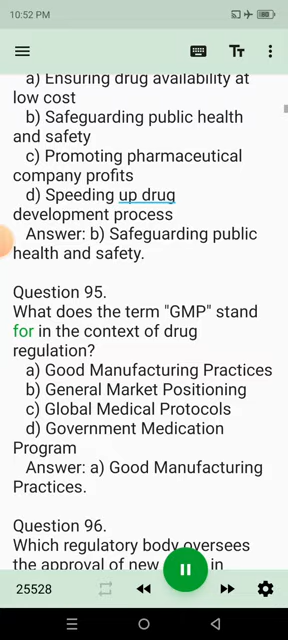 10:52 PM
a) Ensuring drug availability at
low cost
b) Safeguarding public health
and safety
c) Promoting pharmaceutical
company profits
d) Speeding up drug
development process
Answer: b) Safeguarding public
health and safety.
Question 95.
What does the term "GMP" stand
for in the context of drug
regulation?
a) Good Manufacturing Practices
b) General Market Positioning
c) Global Medical Protocols
d) Government Medication
Program
Answer: a) Good Manufacturing
Practices.
Question 96.
Which regulatory body oversees
the approval of new in
25528